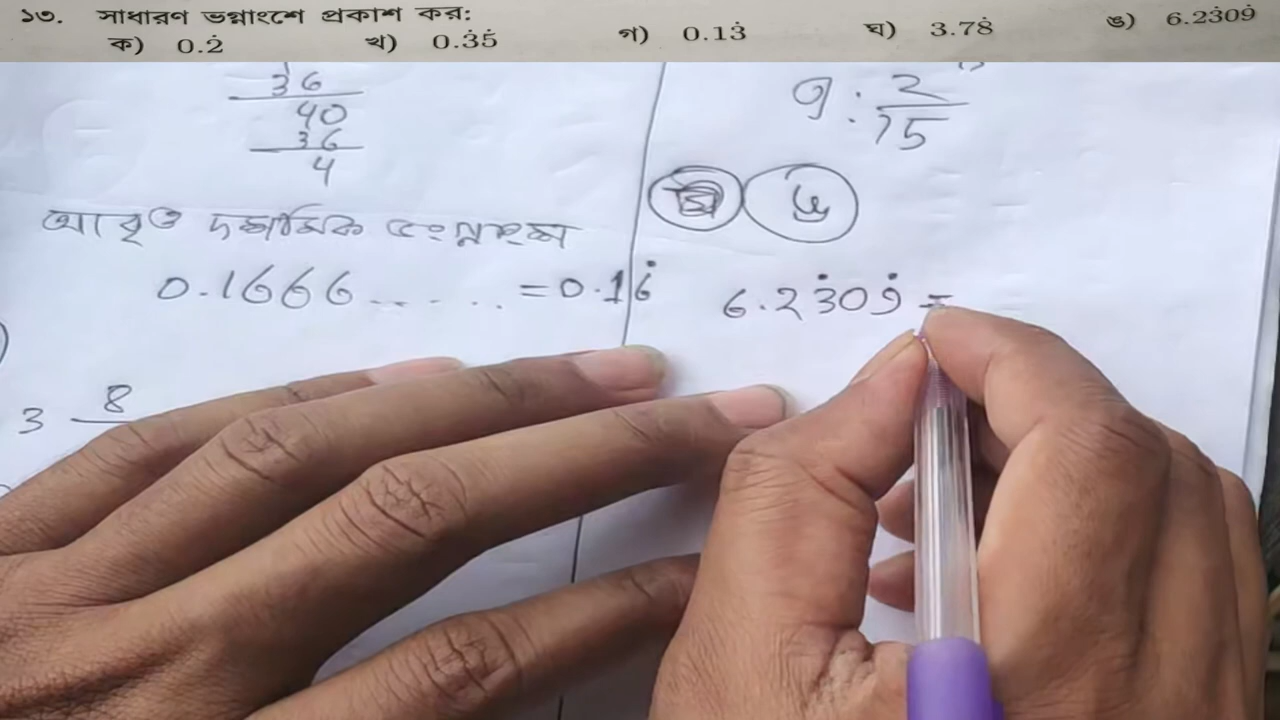 ১৩. সাধারণ ভগ্নাংশে প্রকাশ কর:
ক) 0.2̇ খ) 0.3̇5̇ গ) 0.13̇ ঘ) 3.78̇ ঙ) 6.23̇09̇
36
40
36
4
আবৃত দশমিক
0.1666..... = 0.16̇
3 8
2
15
ঘ ঙ
6.23̇09̇ =